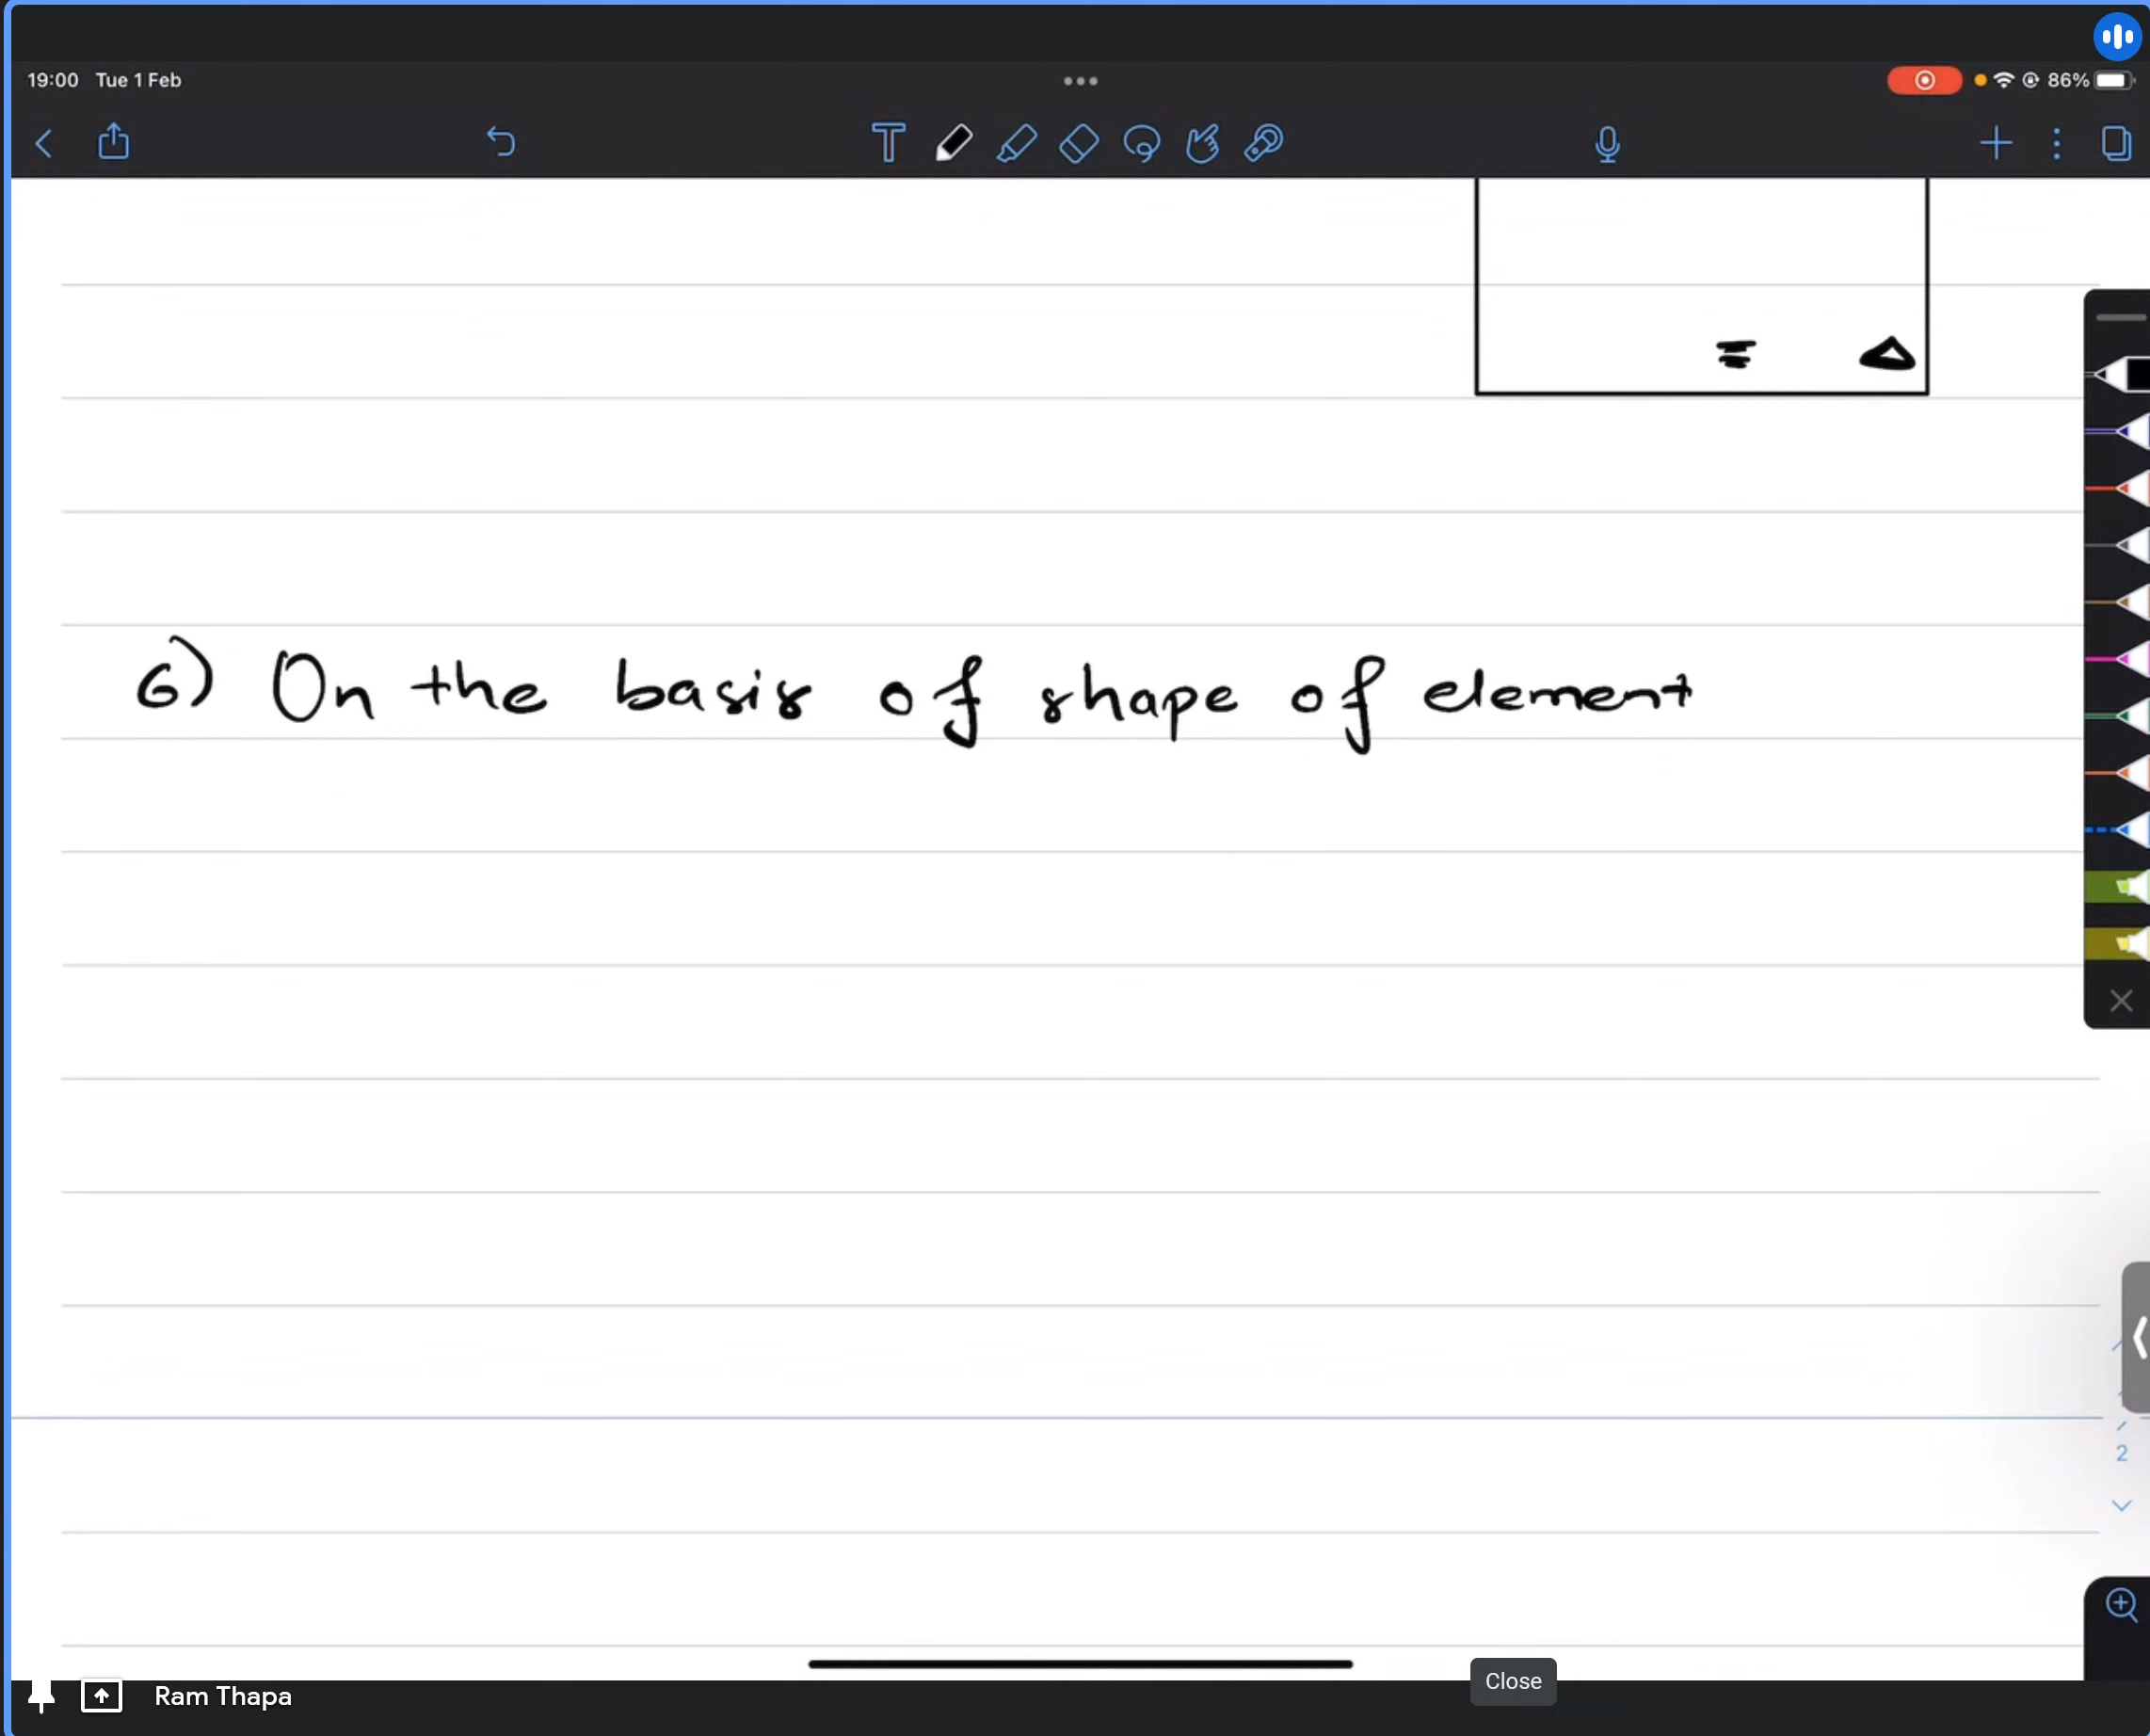 19:00 Tue 1 Feb
86%
6) On the basis of shape of element
2
Close
Ram Thapa